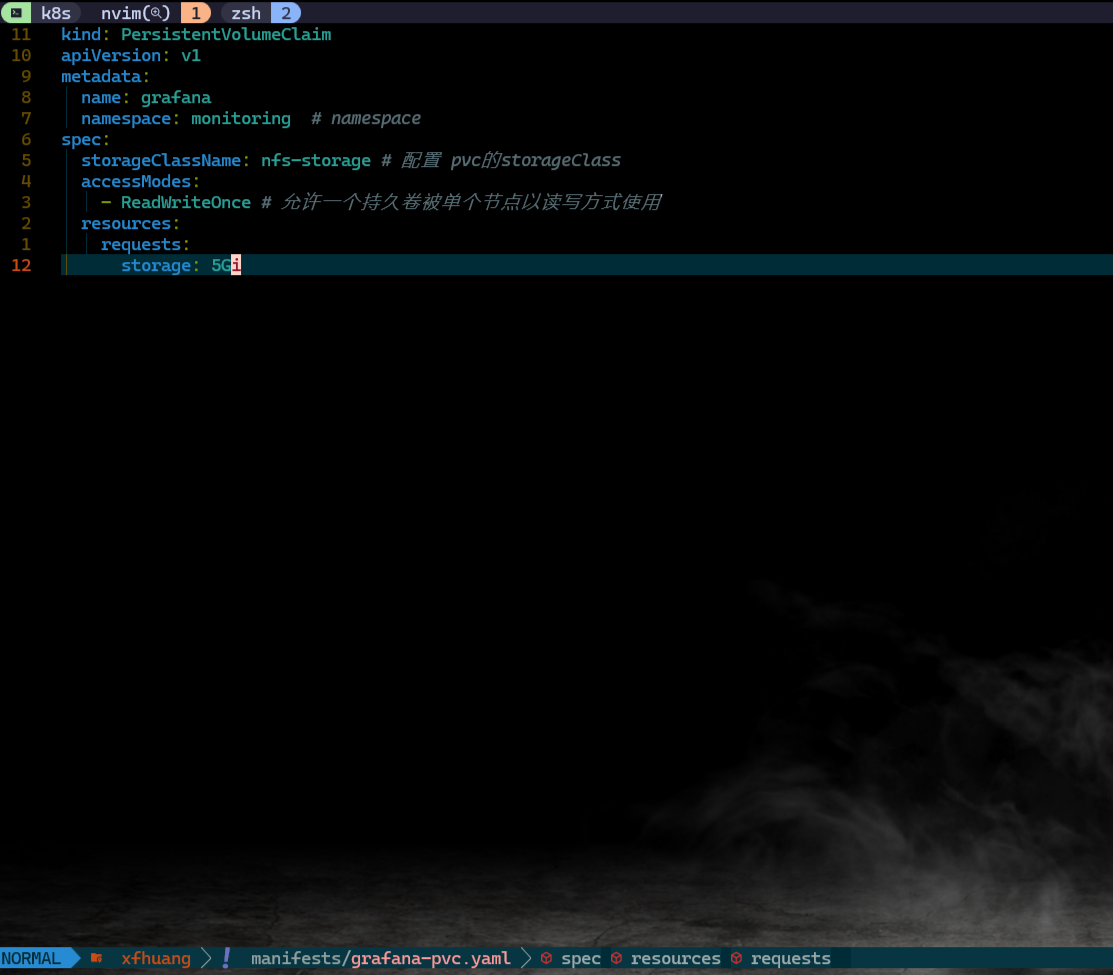 k8s nvim() 1 zsh 2
11 kind: PersistentVolumeClaim
10 apiVersion: v1
9 metadata:
8 name: grafana
7 namespace: monitoring # namespace
6 spec:
5 storageClassName: nfs-storage # 配置 pvc的storageClass
4 accessModes:
3 - ReadWriteOnce # 允许一个持久卷被单个节点以读写方式使用
2 resources:
1 requests:
12 storage: 5Gi
NORMAL xfhuang ! manifests/grafana-pvc.yaml spec resources requests